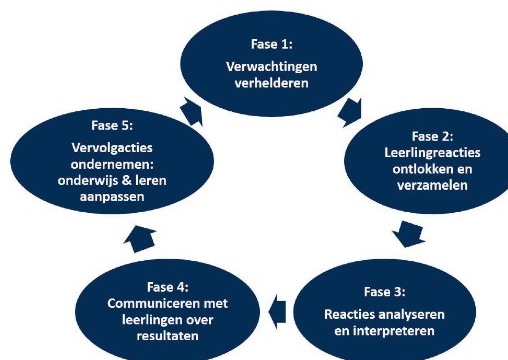 Fase 1:
Verwachtingen
verhelderen
Fase 2:
Leerlingreacties
ontlokken en
verzamelen
Fase 3:
Reacties analyseren
en interpreteren
Fase 4:
Communiceren met
leerlingen over
resultaten
Fase 5:
Vervolgacties
ondernemen:
onderwijs & leren
aanpassen